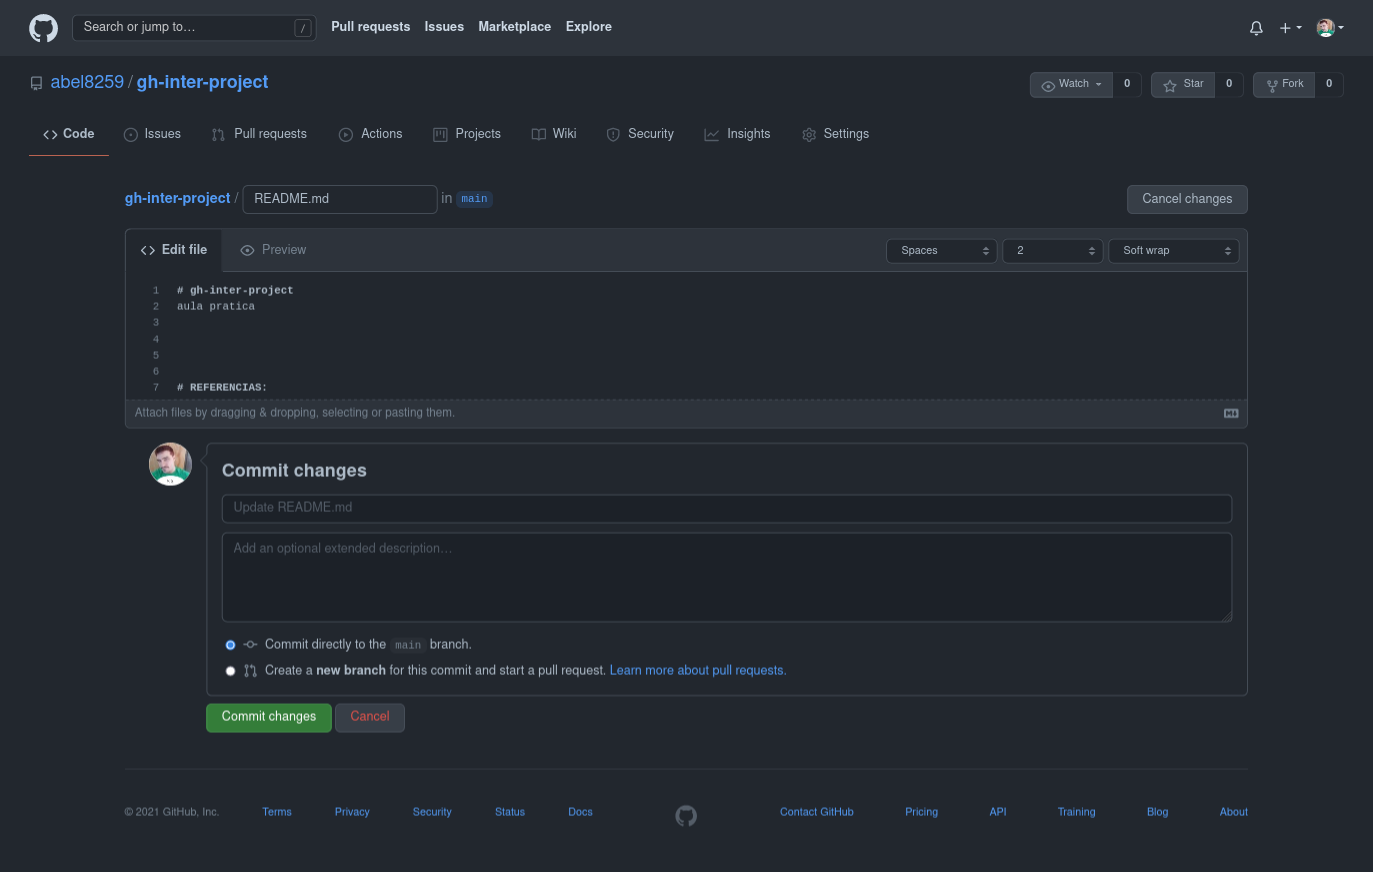 Search or jump to... / Pull requests Issues Marketplace Explore
abel8259 / gh-inter-project Watch 0 Star 0 Fork 0
Code Issues Pull requests Actions Projects Wiki Security Insights Settings
gh-inter-project / README.md in main Cancel changes
Edit file Preview Spaces 2 Soft wrap
1 # gh-inter-project
2 aula pratica
3
4
5
6
7 # REFERENCIAS:
Attach files by dragging & dropping, selecting or pasting them.
Commit changes
Update README.md
Add an optional extended description…
Commit directly to the main branch.
Create a new branch for this commit and start a pull request. Learn more about pull requests.
Commit changes Cancel
© 2021 GitHub, Inc. Terms Privacy Security Status Docs Contact GitHub Pricing API Training Blog About